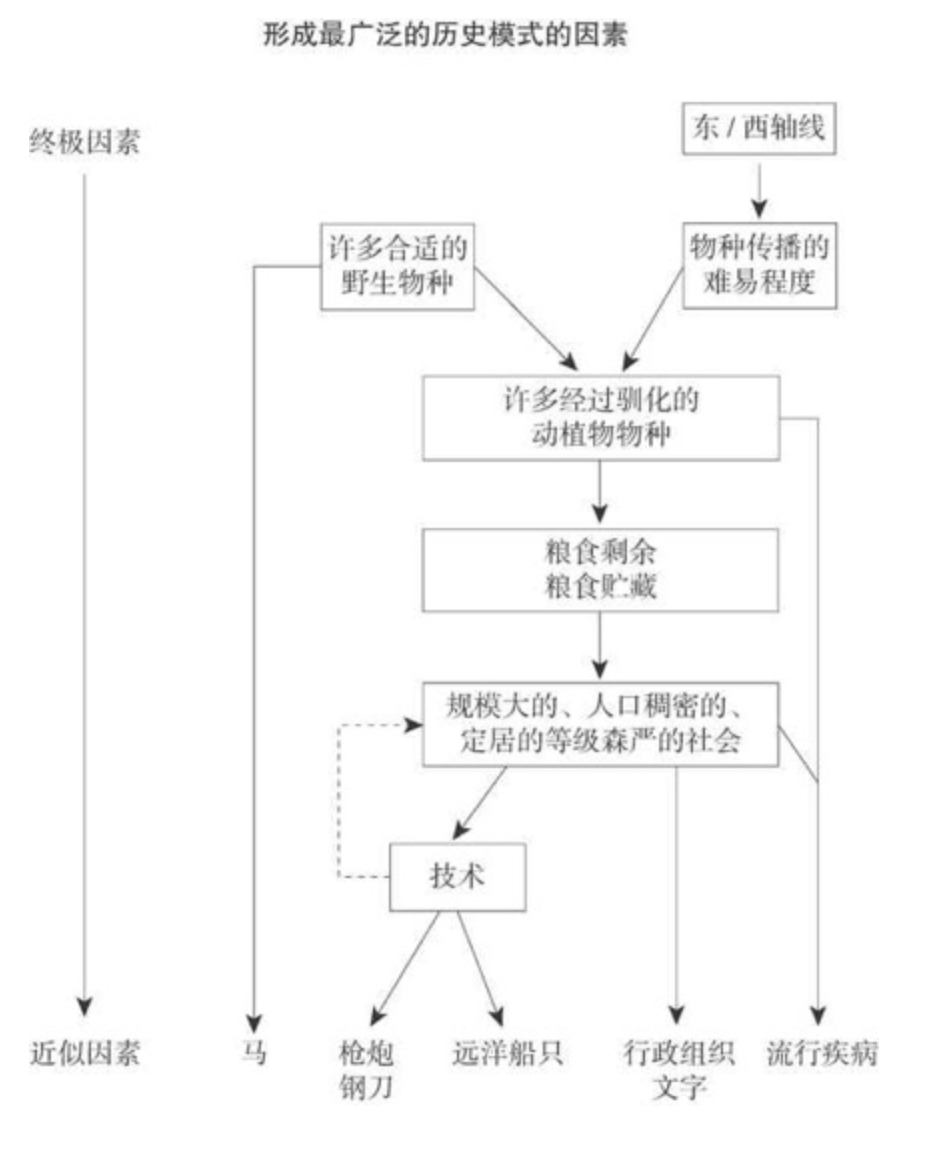 形成最广泛的历史模式的因素
终极因素
东 / 西轴线
许多合适的
野生物种
物种传播的
难易程度
许多经过驯化的
动植物物种
粮食剩余
粮食贮藏
规模大的、人口稠密的、
定居的等级森严的社会
技术
近似因素
马
枪炮
钢刀
远洋船只
行政组织
文字
流行疾病